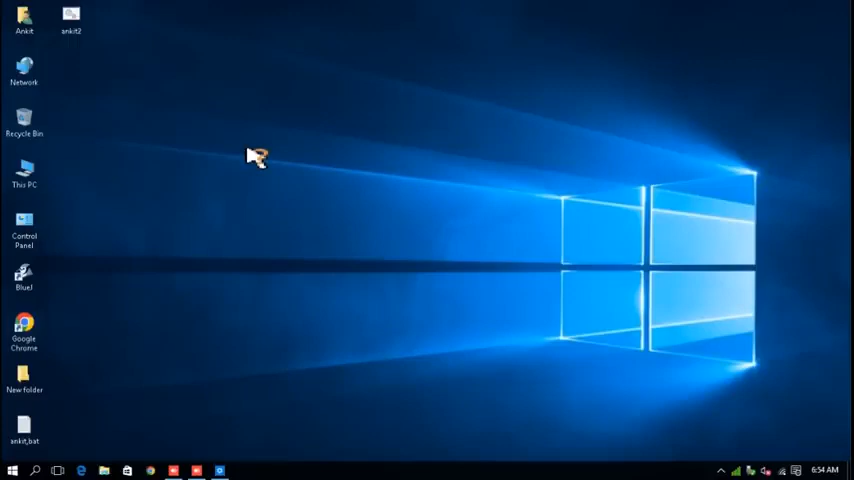 Ankit
ankit2
Network
Recycle Bin
This PC
Control
Panel
BlueJ
Google
Chrome
New folder
ankit,bat
6:54 AM